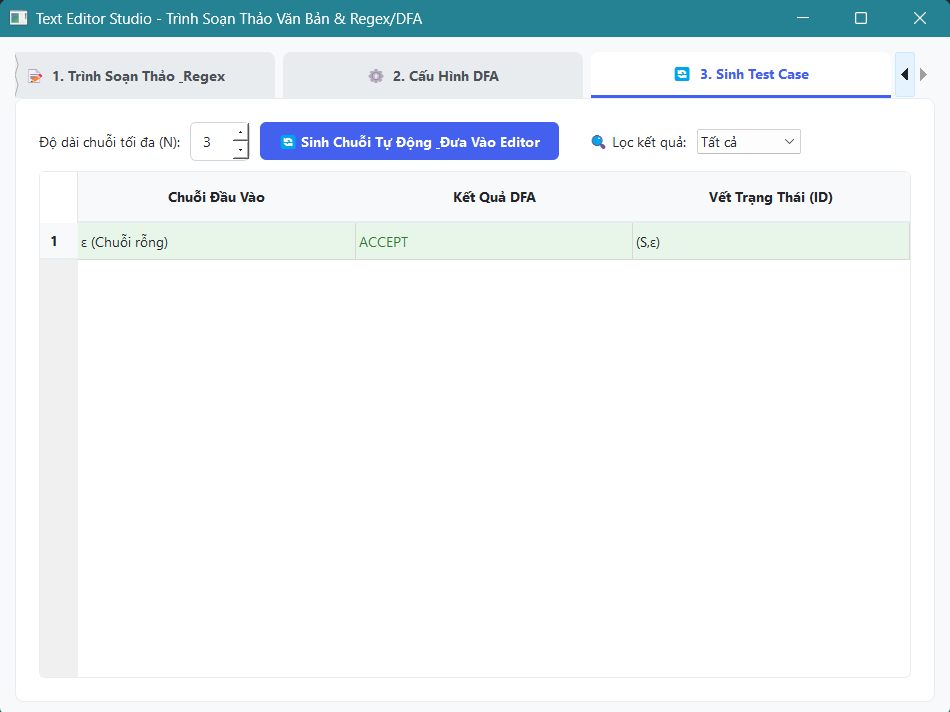 Text Editor Studio - Trình Soạn Thảo Văn Bản & Regex/DFA
1. Trình Soạn Thảo _Regex
2. Cấu Hình DFA
3. Sinh Test Case
Độ dài chuỗi tối đa (N): 3 Sinh Chuỗi Tự Động _Đưa Vào Editor Lọc kết quả: Tất cả
Chuỗi Đầu Vào Kết Quả DFA Vết Trạng Thái (ID)
1 ε (Chuỗi rỗng) ACCEPT (S,ε)